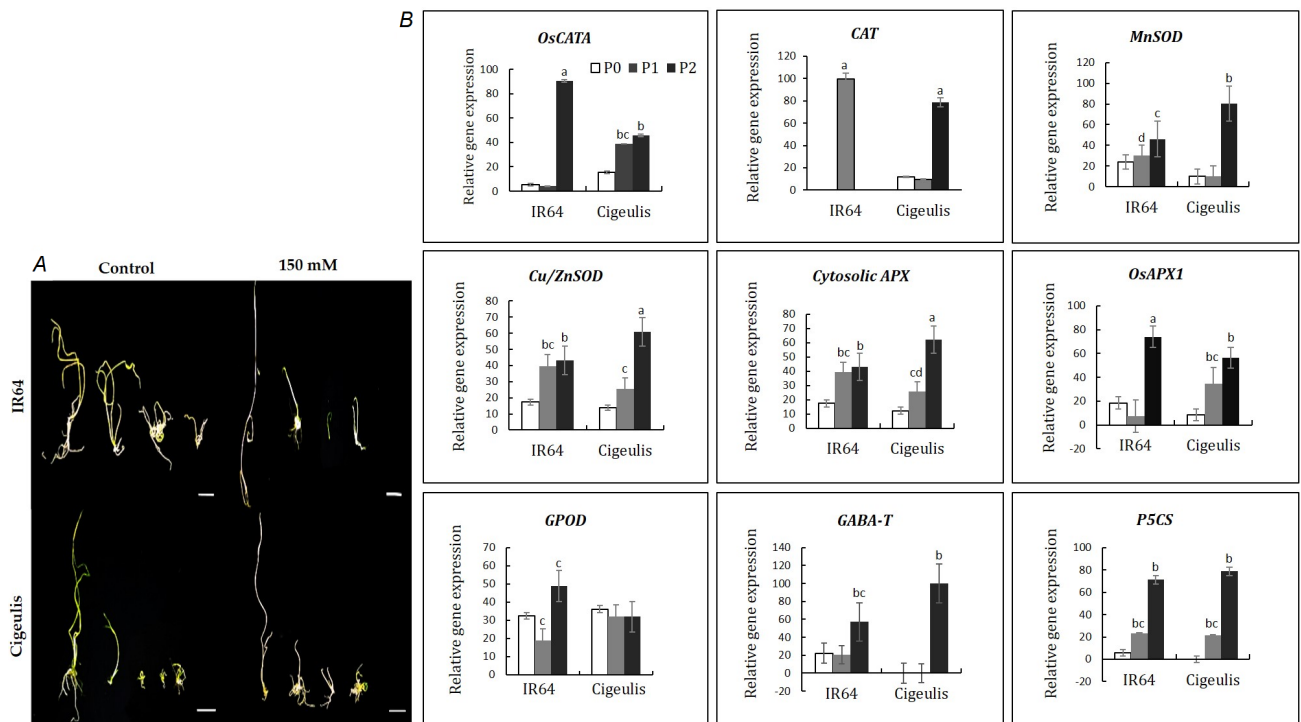 A
Control
150 mM
IR64
Cigeulis
B
OsCATA
Relative gene expression
100
80
60
40
20
0
P0 P1 P2
a
bc
b
IR64
Cigeulis
CAT
Relative gene expression
120
100
80
60
40
20
0
a
a
IR64
Cigeulis
MnSOD
Relative gene expression
120
100
80
60
40
20
0
d
c
b
IR64
Cigeulis
Cu/ZnSOD
Relative gene expression
80
70
60
50
40
30
20
10
0
bc
b
c
a
IR64
Cigeulis
Cytosolic APX
Relative gene expression
80
70
60
50
40
30
20
10
0
bc
b
cd
a
IR64
Cigeulis
OsAPX1
Relative gene expression
100
80
60
40
20
0
-20
a
bc
b
IR64
Cigeulis
GPOD
Relative gene expression
70
60
50
40
30
20
10
0
c
c
IR64
Cigeulis
GABA-T
Relative gene expression
140
120
100
80
60
40
20
0
-20
bc
b
IR64
Cigeulis
P5CS
Relative gene expression
100
80
60
40
20
0
-20
bc
b
bc
b
IR64
Cigeulis